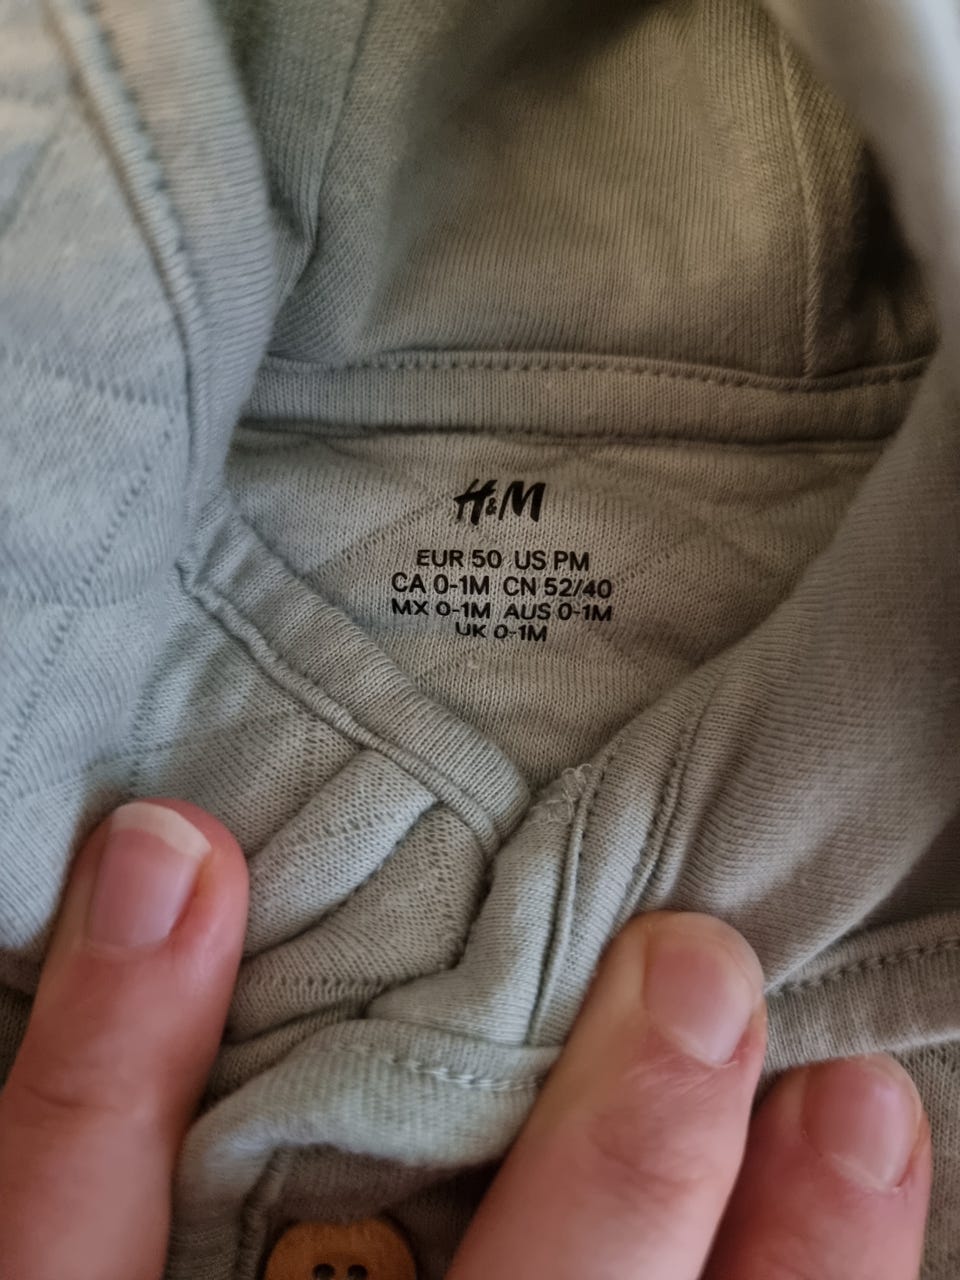 H&M
EUR 50 US PM
CA 0-1M CN 52/40
MX 0-1M AUS 0-1M
UK 0-1M